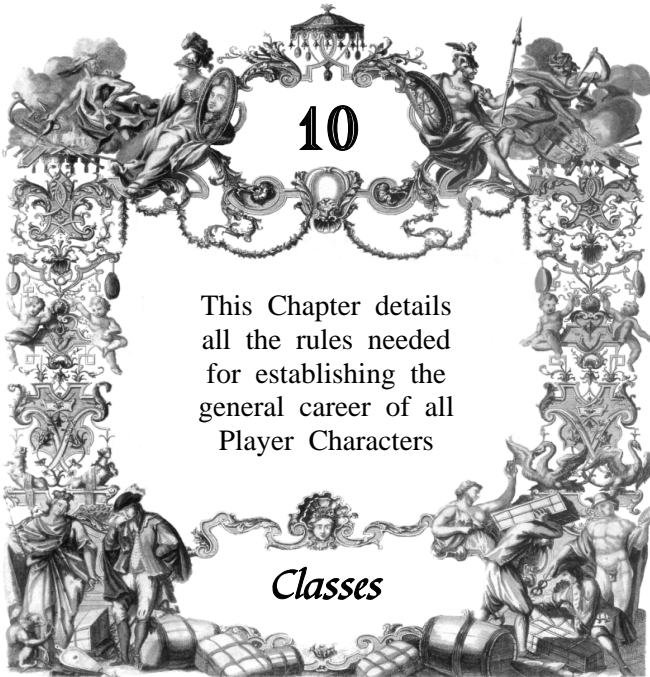 10
This Chapter details
all the rules needed
for establishing the
general career of all
Player Characters
Classes